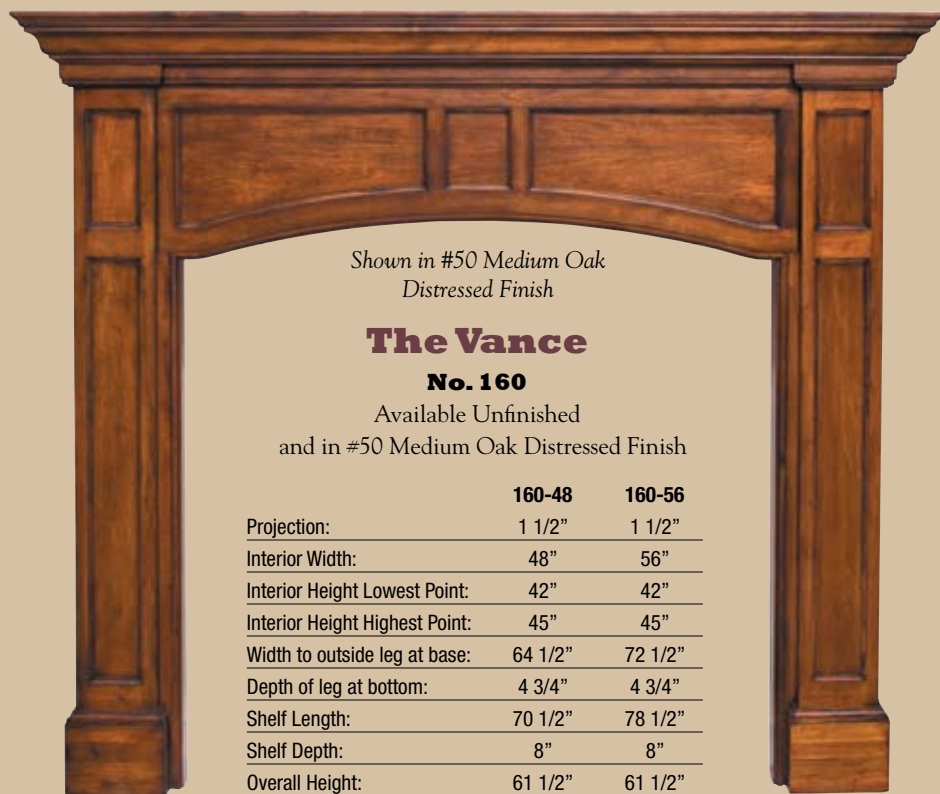 Shown in #50 Medium Oak
Distressed Finish
The Vance
No. 160
Available Unfinished
and in #50 Medium Oak Distressed Finish
160-48 160-56
Projection: 1 1/2” 1 1/2”
Interior Width: 48” 56”
Interior Height Lowest Point: 42” 42”
Interior Height Highest Point: 45” 45”
Width to outside leg at base: 64 1/2” 72 1/2”
Depth of leg at bottom: 4 3/4” 4 3/4”
Shelf Length: 70 1/2” 78 1/2”
Shelf Depth: 8” 8”
Overall Height: 61 1/2” 61 1/2”